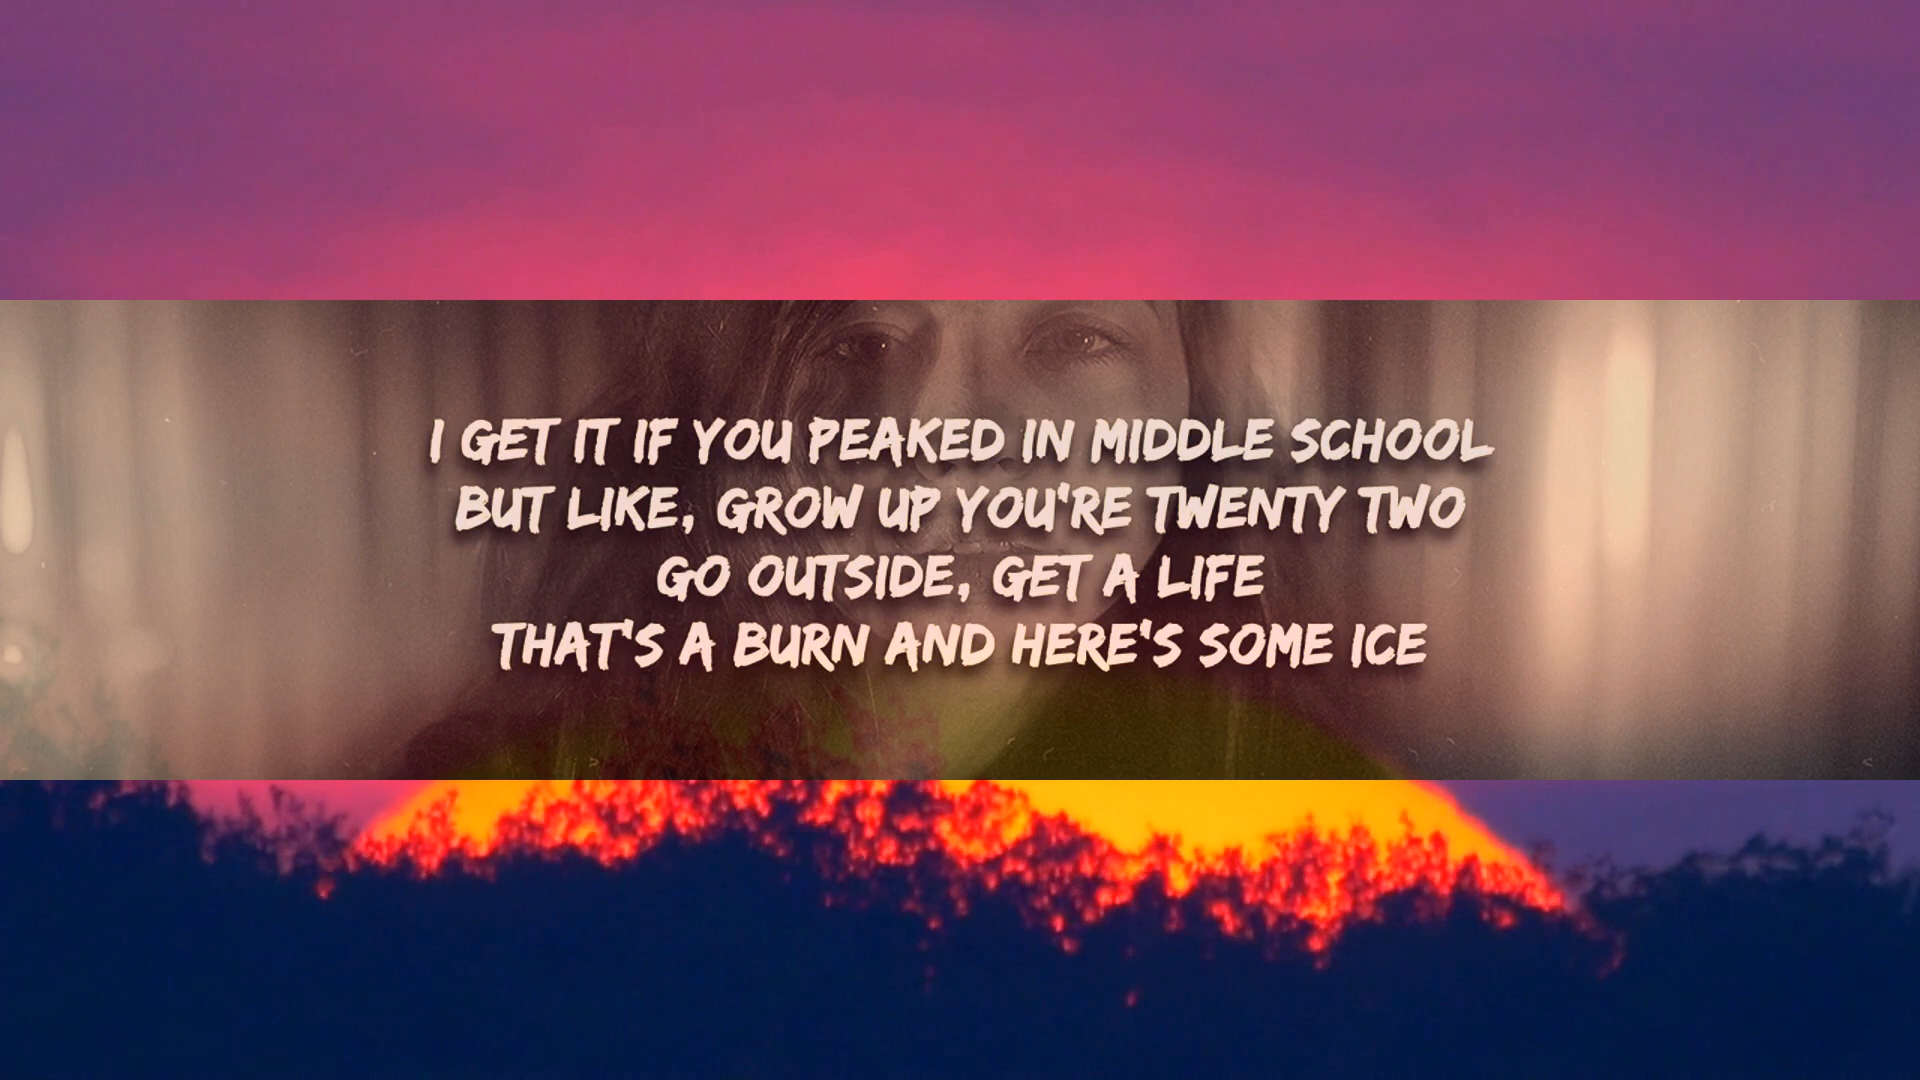 I GET IT IF YOU PEAKED IN MIDDLE SCHOOL
BUT LIKE, GROW UP YOU'RE TWENTY TWO
GO OUTSIDE, GET A LIFE
THAT'S A BURN AND HERE'S SOME ICE